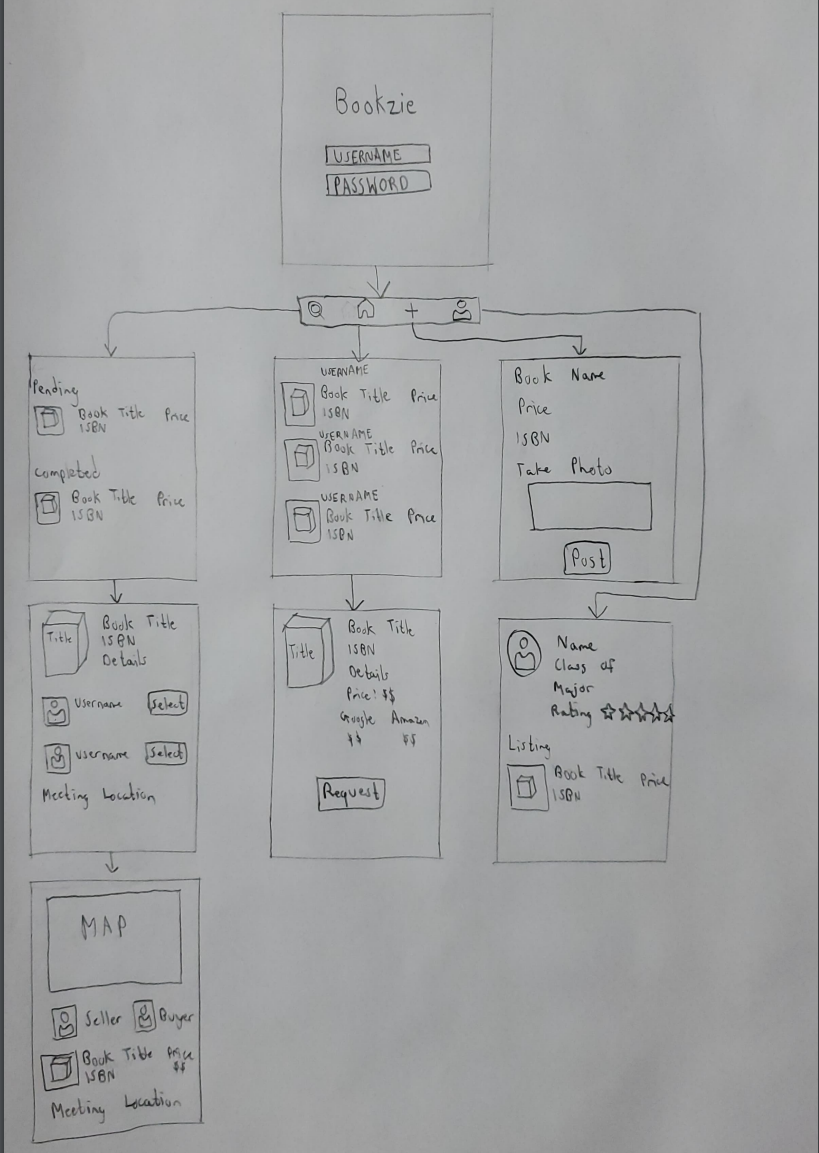 Bookzie
USERNAME
PASSWORD
Pending
Book Title Price
ISBN
Completed
Book Title Price
ISBN
USERNAME
Book Title Price
ISBN
USERNAME
Book Title Price
ISBN
USERNAME
Book Title Price
ISBN
Book Name
Price
ISBN
Take Photo
Post
Title
Book Title
ISBN
Details
Username Select
Username Select
Meeting Location
Title
Book Title
ISBN
Details
Price: $$
Google Amazon
$$ $$
Request
Name
Class of
Major
Rating
Listing
Book Title Price
ISBN
MAP
Seller Buyer
Book Title Price
ISBN $$
Meeting Location